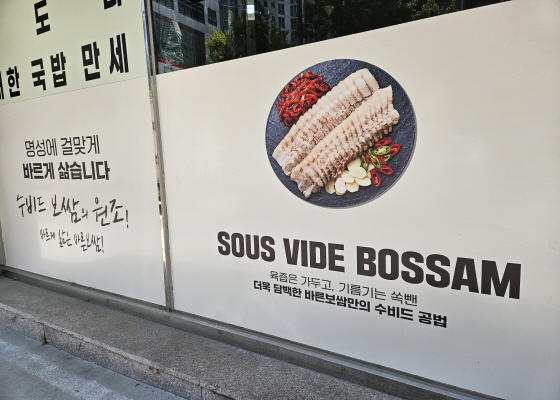 도
한 국밥 만세
명성에 걸맞게
바르게 삶습니다
수비드 보쌈의 원조!
바르게 삶는 바른보쌈!
SOUS VIDE BOSSAM
육즙은 가두고, 기름기는 쏙뺀
더욱 담백한 바른보쌈만의 수비드 공법